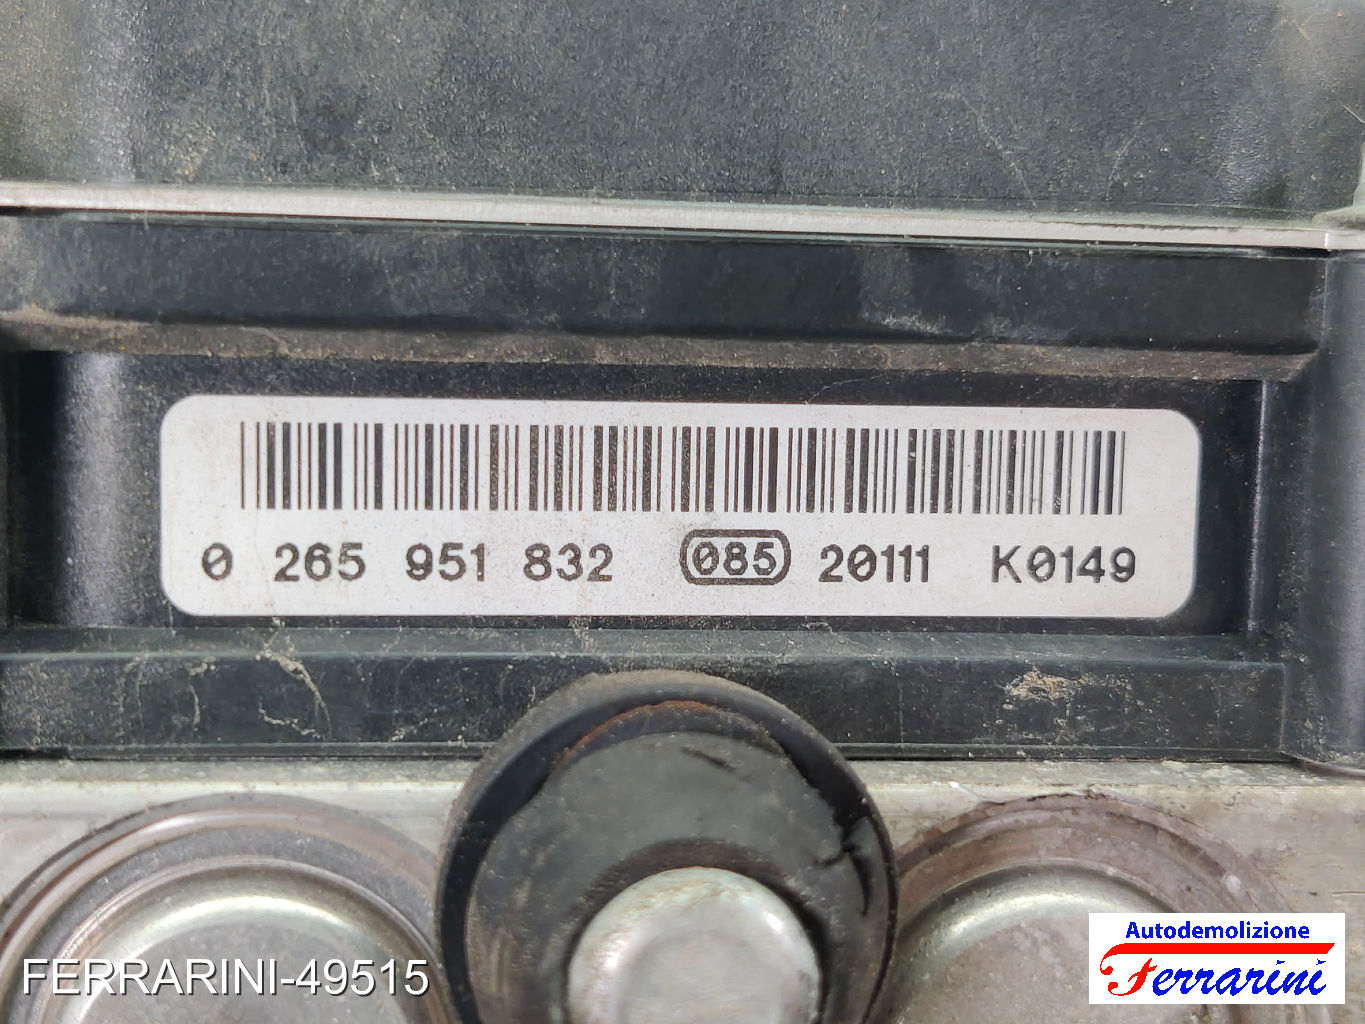 0 265 951 832 085 20111 K0149
FERRARINI-49515
Autodemolizione
Ferrarini